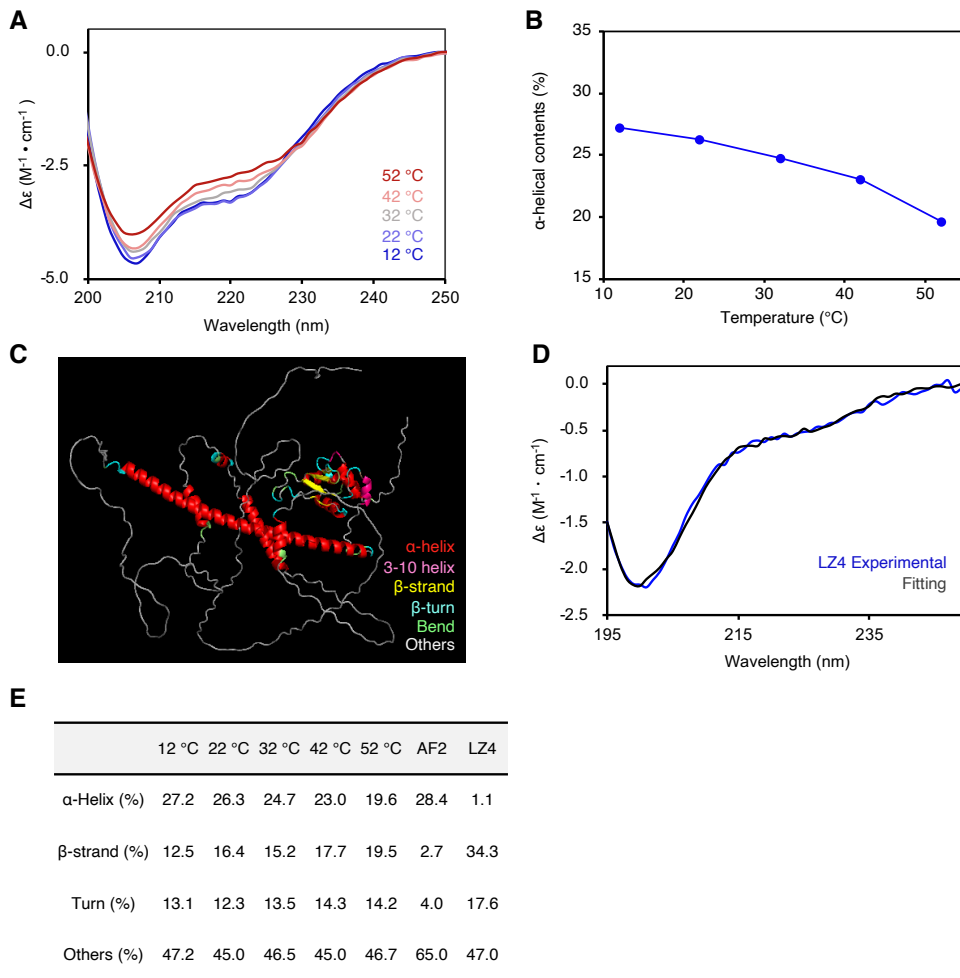 A
0.0
-2.5
-5.0
Δε (M-1 • cm-1)
52 °C
42 °C
32 °C
22 °C
12 °C
200 210 220 230 240 250
Wavelength (nm)
B
35
30
25
20
15
α-helical contents (%)
10 20 30 40 50
Temperature (°C)
C
α-helix
3-10 helix
β-strand
β-turn
Bend
Others
D
0.0
-0.5
-1.0
-1.5
-2.0
-2.5
Δε (M-1 · cm-1)
LZ4 Experimental
Fitting
195 215 235
Wavelength (nm)
E
12 °C 22 °C 32 °C 42 °C 52 °C AF2 LZ4
α-Helix (%) 27.2 26.3 24.7 23.0 19.6 28.4 1.1
β-strand (%) 12.5 16.4 15.2 17.7 19.5 2.7 34.3
Turn (%) 13.1 12.3 13.5 14.3 14.2 4.0 17.6
Others (%) 47.2 45.0 46.5 45.0 46.7 65.0 47.0